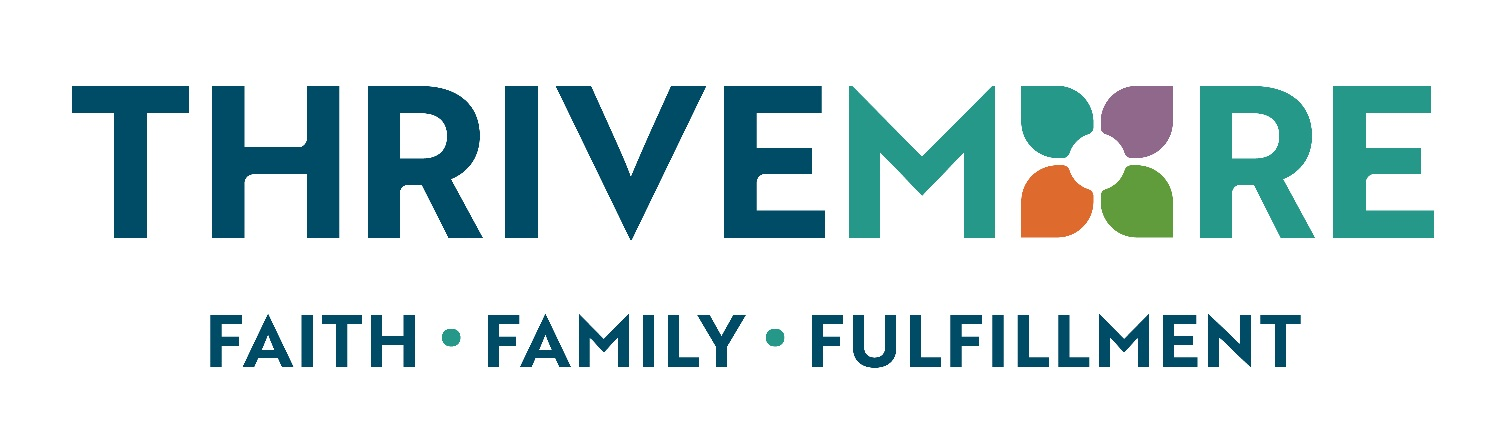 THRIVEMORE
FAITH • FAMILY • FULFILLMENT